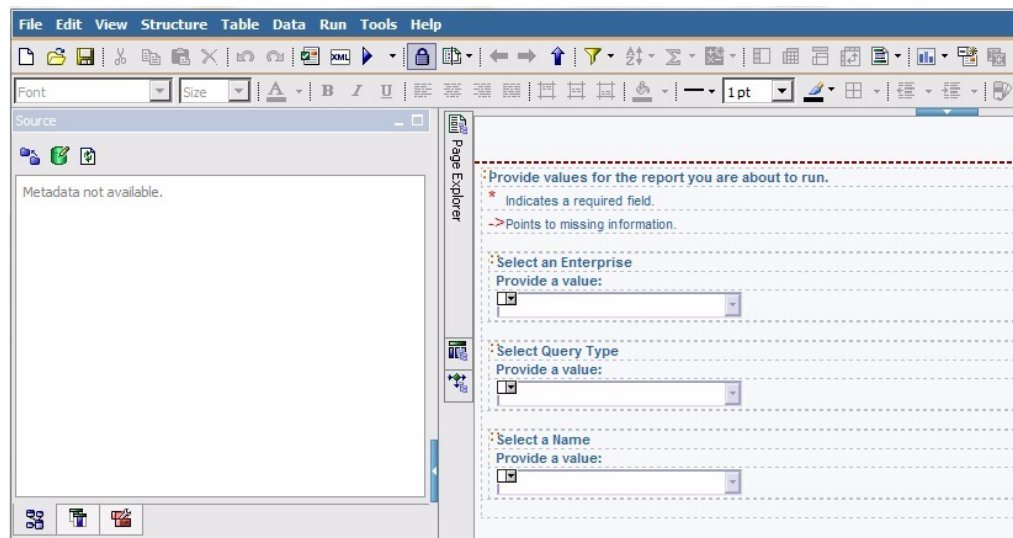 File Edit View Structure Table Data Run Tools Help
XML
Font Size A B I U 1 pt
Source
Metadata not available.
Page Explorer
Provide values for the report you are about to run.
* Indicates a required field.
->Points to missing information.
Select an Enterprise
Provide a value:
Select Query Type
Provide a value:
Select a Name
Provide a value: